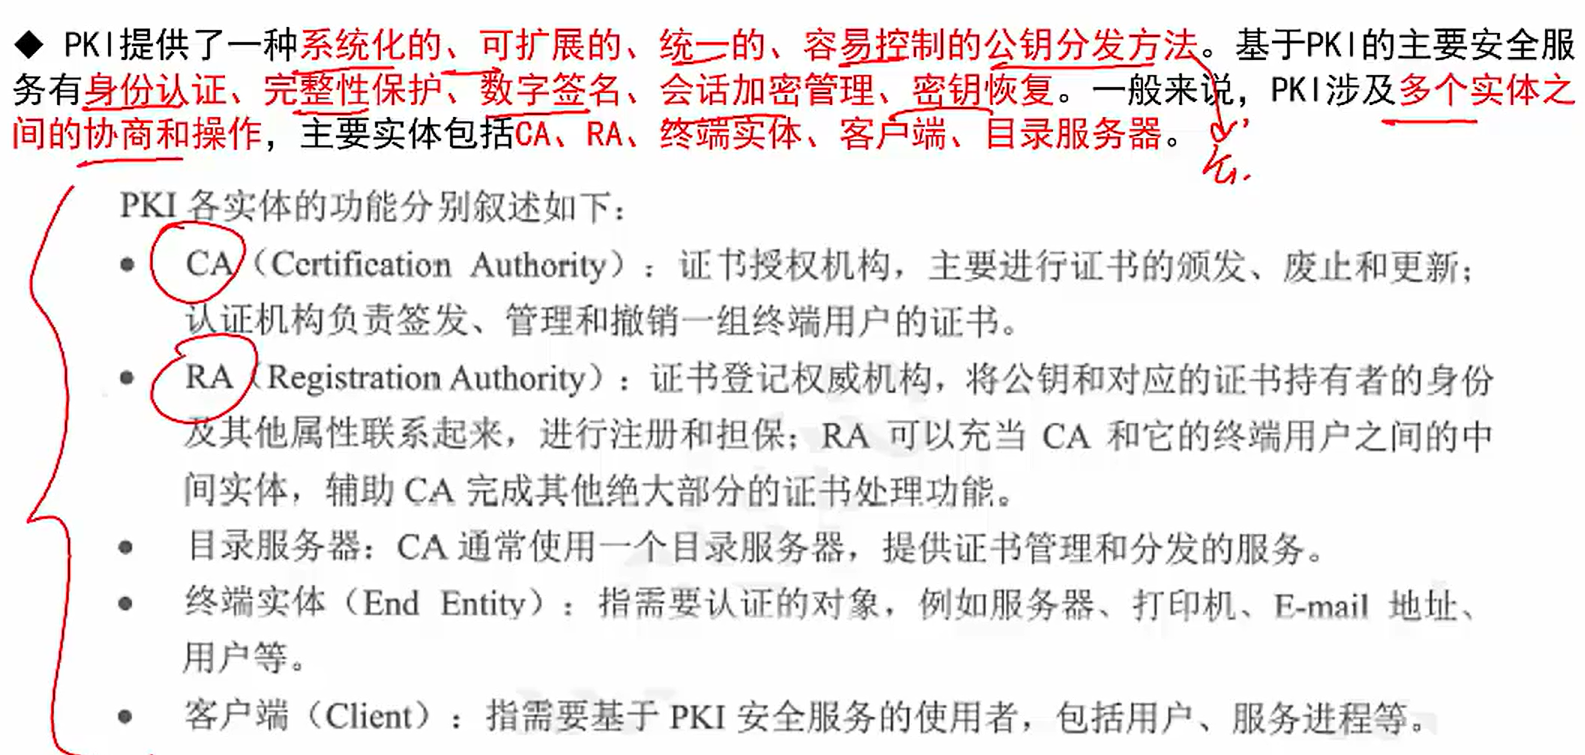 ◆ PKI提供了一种系统化的、可扩展的、统一的、容易控制的公钥分发方法。基于PKI的主要安全服
务有身份认证、完整性保护、数字签名、会话加密管理、密钥恢复。一般来说，PKI涉及多个实体之
间的协商和操作，主要实体包括CA、RA、终端实体、客户端、目录服务器。
PKI 各实体的功能分别叙述如下：
● CA（Certification Authority）：证书授权机构，主要进行证书的颁发、废止和更新；
认证机构负责签发、管理和撤销一组终端用户的证书。
● RA（Registration Authority）：证书登记权威机构，将公钥和对应的证书持有者的身份
及其他属性联系起来，进行注册和担保；RA 可以充当 CA 和它的终端用户之间的中
间实体，辅助 CA 完成其他绝大部分的证书处理功能。
● 目录服务器：CA 通常使用一个目录服务器，提供证书管理和分发的服务。
● 终端实体（End Entity）：指需要认证的对象，例如服务器、打印机、E-mail 地址、
用户等。
● 客户端（Client）：指需要基于 PKI 安全服务的使用者，包括用户、服务进程等。